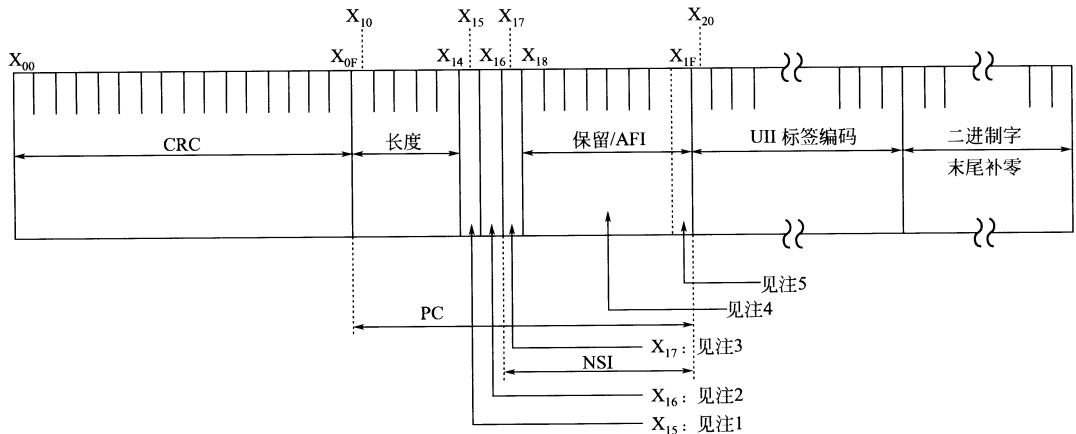 X10 X15 X17 X20
X00 X0F X14 X16 X18 X1F
CRC 长度 保留/AFI UII 标签编码 二进制字
末尾补零
见注5
见注4
PC
X17：见注3
NSI
X16：见注2
X15：见注1